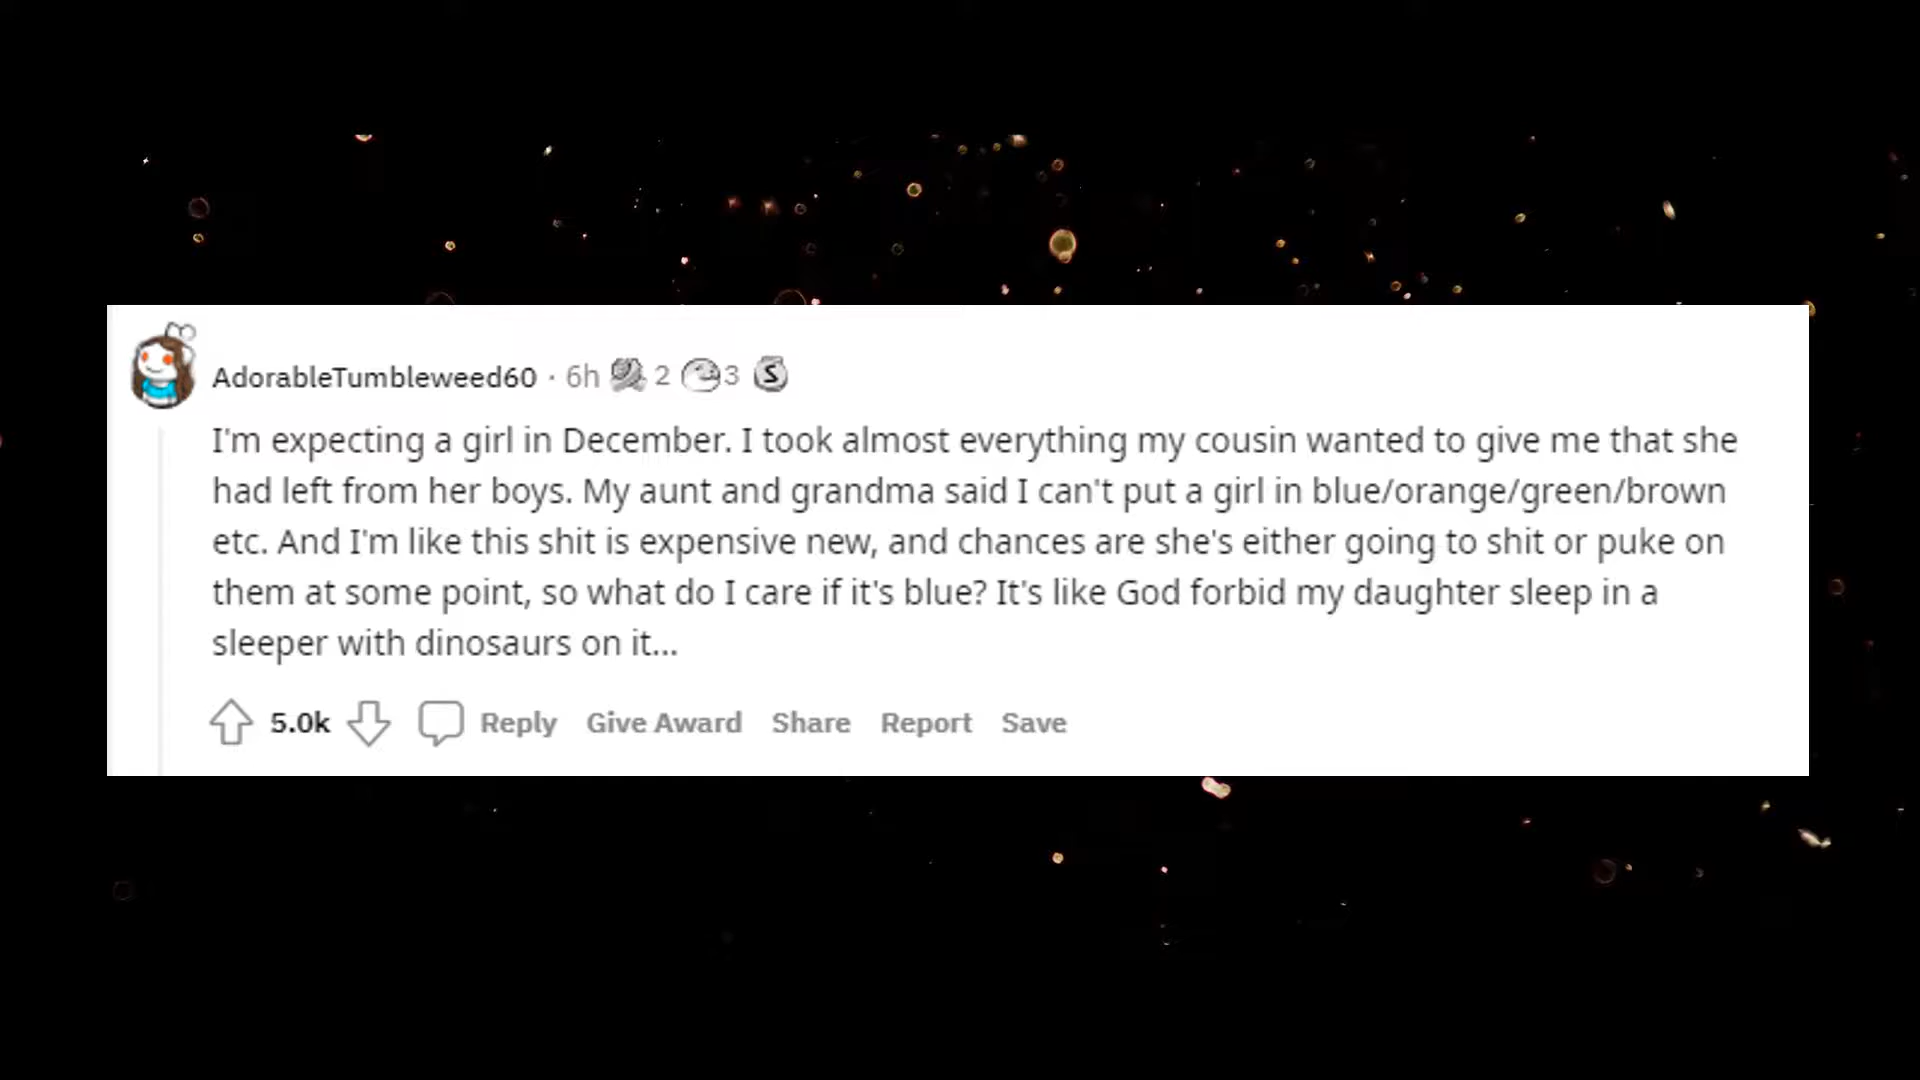 AdorableTumbleweed60 · 6h 2 3 S
I'm expecting a girl in December. I took almost everything my cousin wanted to give me that she
had left from her boys. My aunt and grandma said I can't put a girl in blue/orange/green/brown
etc. And I'm like this shit is expensive new, and chances are she's either going to shit or puke on
them at some point, so what do I care if it's blue? It's like God forbid my daughter sleep in a
sleeper with dinosaurs on it...
5.0k Reply Give Award Share Report Save